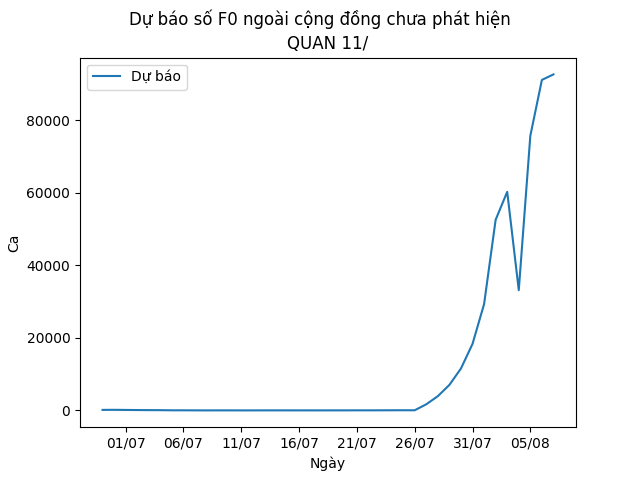 Dự báo số F0 ngoài cộng đồng chưa phát hiện
QUAN 11/
Dự báo
80000
60000
40000
20000
0
Ca
01/07 06/07 11/07 16/07 21/07 26/07 31/07 05/08
Ngày